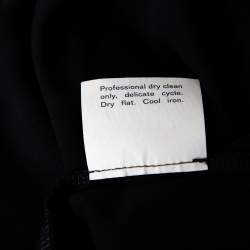 Professional dry clean
only, delicate cycle.
Dry flat. Cool iron.